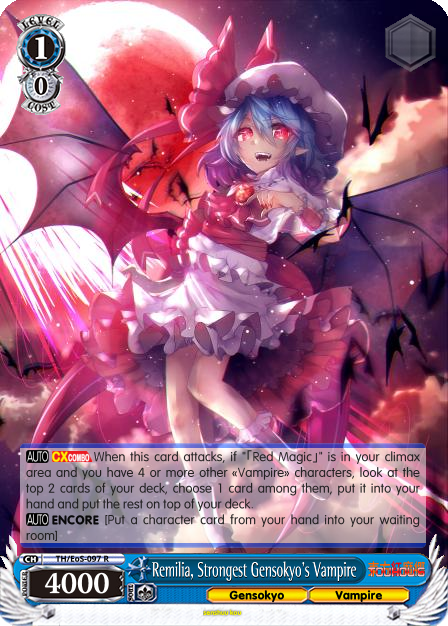 LEVEL
1
0
COST
AUTO CXCOMBO When this card attacks, if "「Red Magic」" is in your climax
area and you have 4 or more other «Vampire» characters, look at the
top 2 cards of your deck, choose 1 card among them, put it into your
hand and put the rest on top of your deck.
AUTO ENCORE [Put a character card from your hand into your waiting
room]
CH TH/EoS-097 R
POWER 4000 SOUL
Remilia, Strongest Gensokyo's Vampire
Gensokyo Vampire